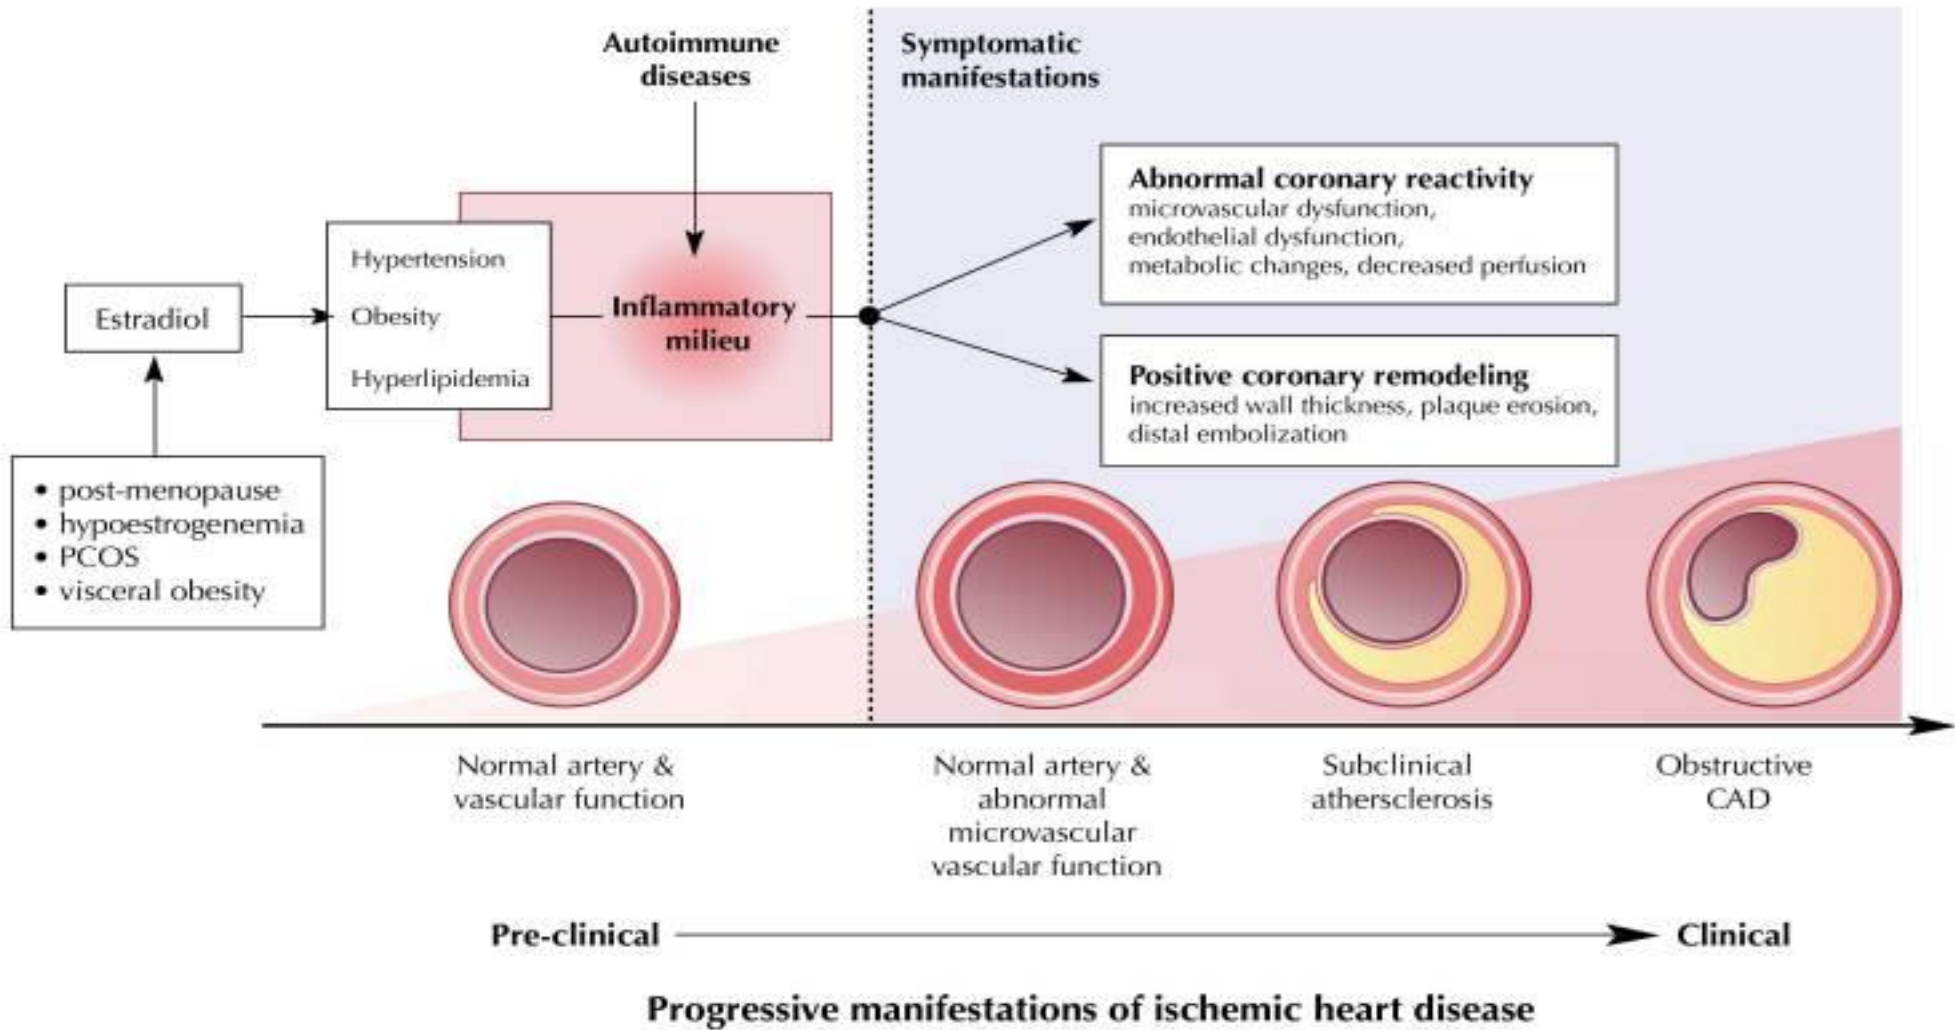 Autoimmune
diseases
Symptomatic
manifestations
Abnormal coronary reactivity
microvascular dysfunction,
endothelial dysfunction,
metabolic changes, decreased perfusion
Hypertension
Obesity
Hyperlipidemia
Estradiol
Inflammatory
milieu
Positive coronary remodeling
increased wall thickness, plaque erosion,
distal embolization
• post-menopause
• hypoestrogenemia
• PCOS
• visceral obesity
Normal artery &
vascular function
Normal artery &
abnormal
microvascular
vascular function
Subclinical
athersclerosis
Obstructive
CAD
Pre-clinical
Clinical
Progressive manifestations of ischemic heart disease